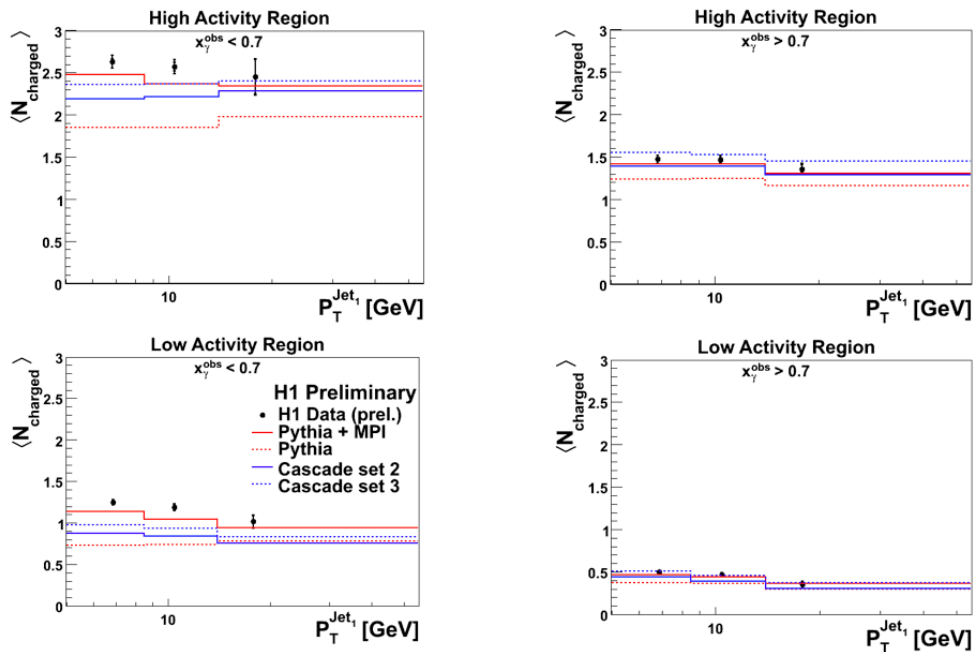 High Activity Region
x_γ^obs < 0.7
⟨N_charged⟩
3
2.5
2
1.5
1
0.5
0
10
P_T^Jet_1 [GeV]
High Activity Region
x_γ^obs > 0.7
⟨N_charged⟩
3
2.5
2
1.5
1
0.5
0
10
P_T^Jet_1 [GeV]
Low Activity Region
x_γ^obs < 0.7
⟨N_charged⟩
3
2.5
2
1.5
1
0.5
0
H1 Preliminary
H1 Data (prel.)
Pythia + MPI
Pythia
Cascade set 2
Cascade set 3
10
P_T^Jet_1 [GeV]
Low Activity Region
x_γ^obs > 0.7
⟨N_charged⟩
3
2.5
2
1.5
1
0.5
0
10
P_T^Jet_1 [GeV]